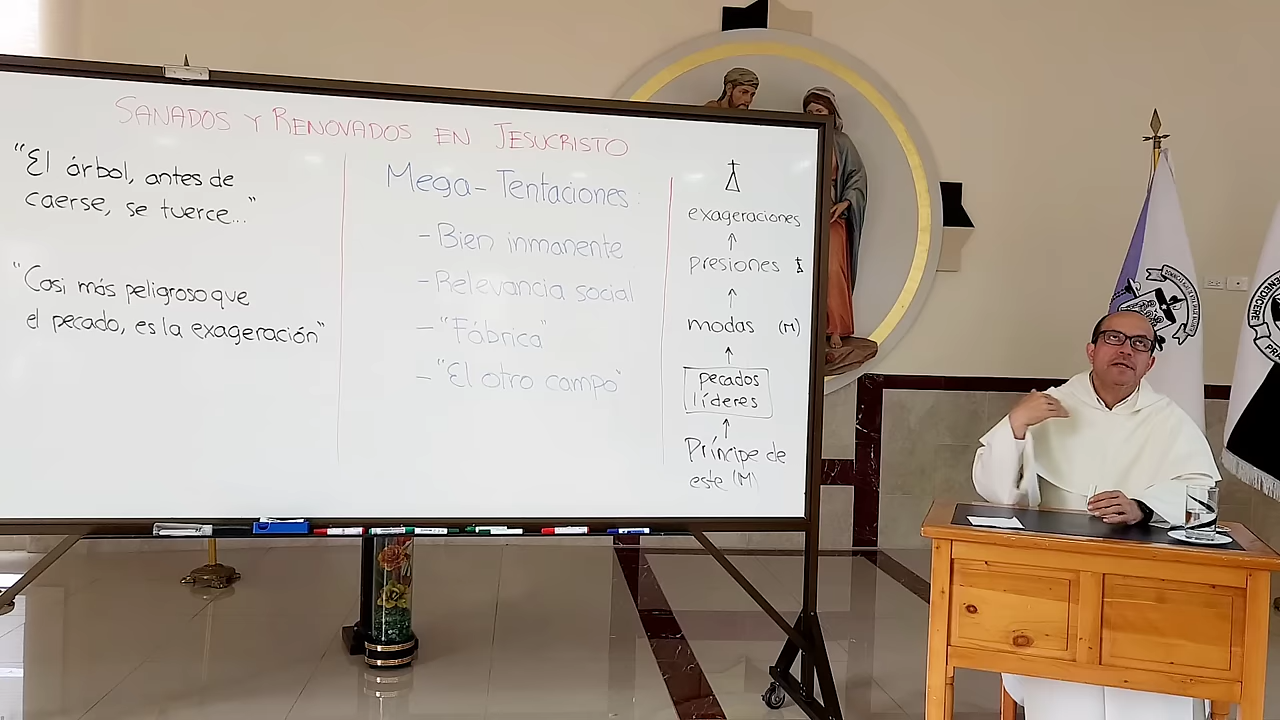 SANADOS Y RENOVADOS EN JESUCRISTO
"El árbol, antes de
caerse, se tuerce..."
"Casi más peligroso que
el pecado, es la exageración"
Mega-Tentaciones:
-Bien inmanente
-Relevancia social
-"Fábrica"
-"El otro campo"
exageraciones
↑
presiones
↑
modas (M)
↑
pecados
líderes
↑
Príncipe de
este (M)